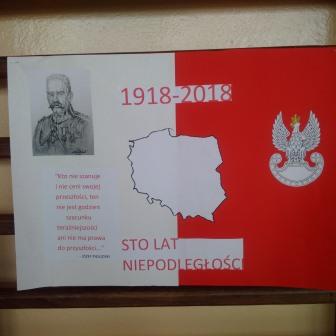 1918-2018
"Kto nie szanuje
i nie ceni swojej
przeszłości, ten
nie jest godzien
szacunku
teraźniejszości
ani nie ma prawa
do przyszłości..."
- JÓZEF PIŁSUDSKI
STO LAT
NIEPODLEGŁOŚCI